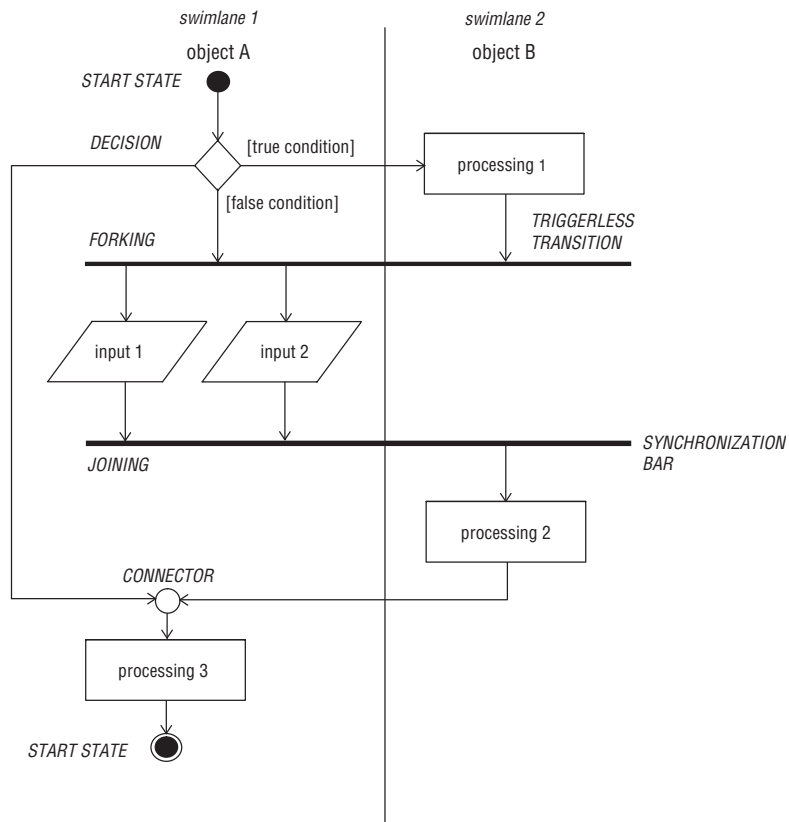 swimlane 1
swimlane 2
object A
object B
START STATE
DECISION
[true condition]
processing 1
[false condition]
TRIGGERLESS
TRANSITION
FORKING
input 1
input 2
SYNCHRONIZATION
BAR
JOINING
processing 2
CONNECTOR
processing 3
START STATE